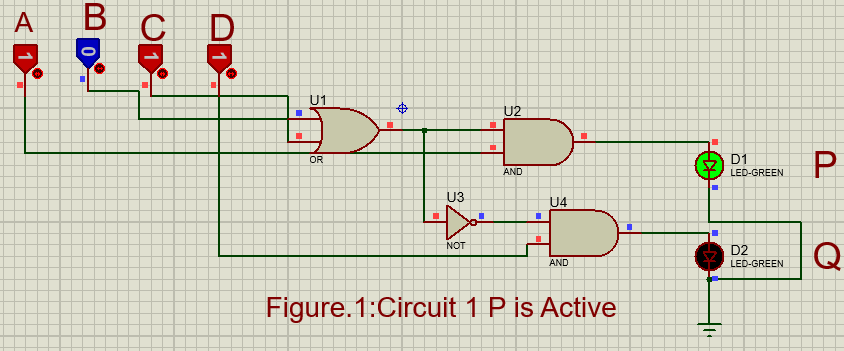 A B C D
1 0 1 1
U1
OR
U2
AND
D1
LED-GREEN
P
U3
NOT
U4
AND
D2
LED-GREEN
Q
Figure.1:Circuit 1 P is Active